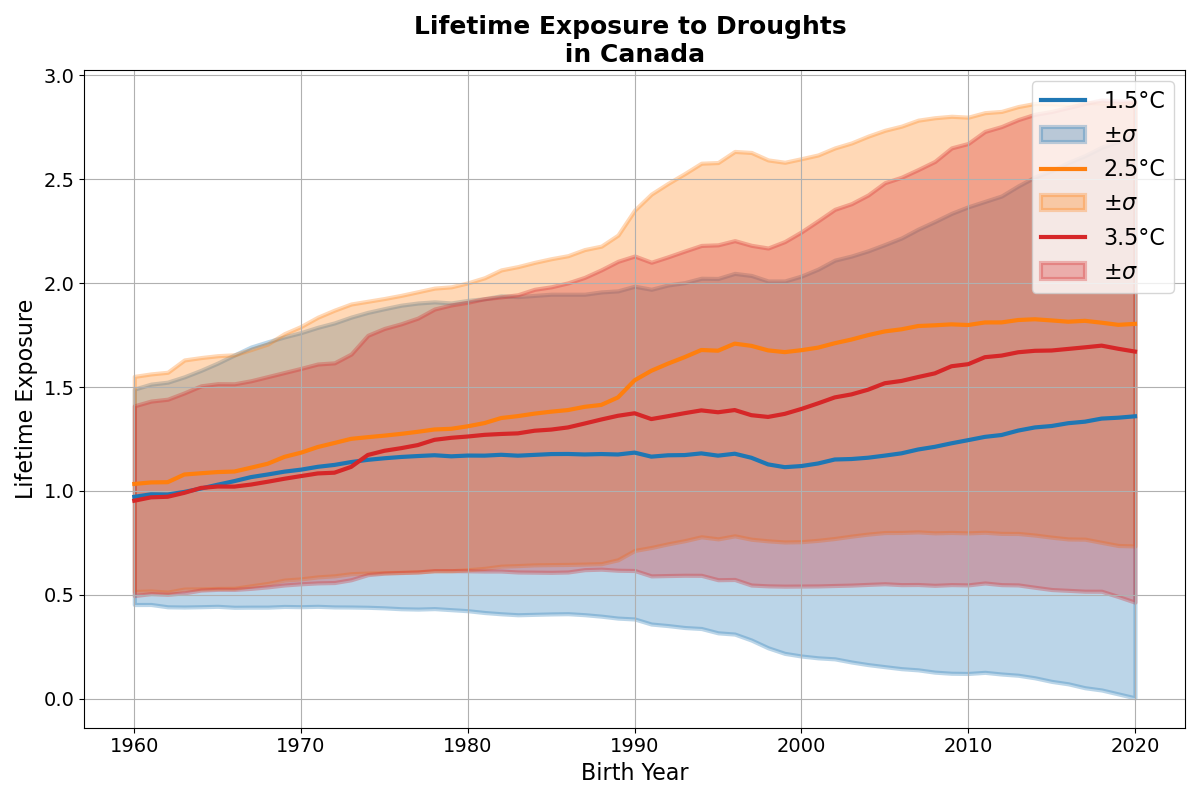 Lifetime Exposure to Droughts
in Canada
3.0
2.5
2.0
1.5
1.0
0.5
0.0
Lifetime Exposure
1960
1970
1980
1990
2000
2010
2020
Birth Year
1.5°C
±σ
2.5°C
±σ
3.5°C
±σ